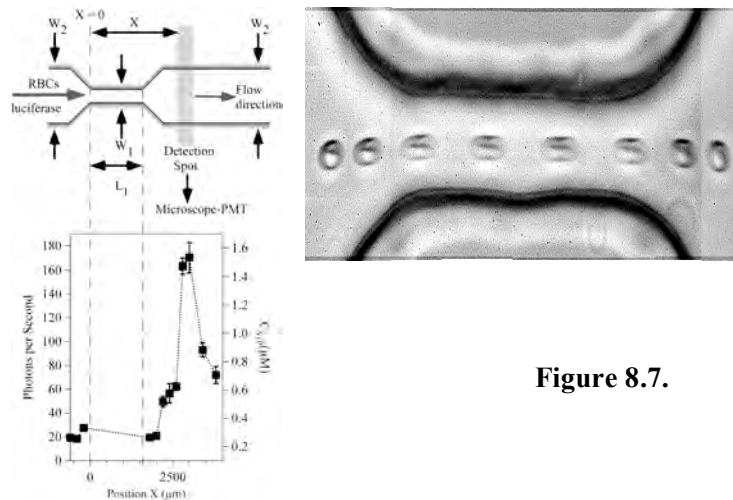 X=0
W2
X
W2
RBCs
luciferase
Flow
direction
W1
L1
Detection
Spot
Microscope-PMT
Photons per Second
180
160
140
120
100
80
60
40
20
0
1.6
1.4
1.2
1.0
0.8
0.6
0.4
0.2
0
2500
Position X (μm)
Figure 8.7.